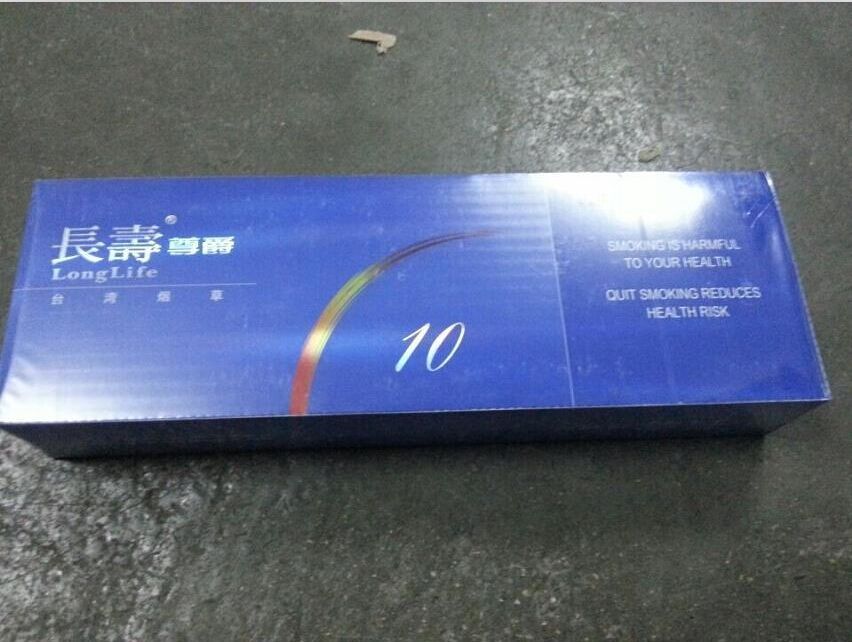 長壽® 尊爵
LongLife
台湾烟草
10
SMOKING IS HARMFUL
TO YOUR HEALTH
QUIT SMOKING REDUCES
HEALTH RISK